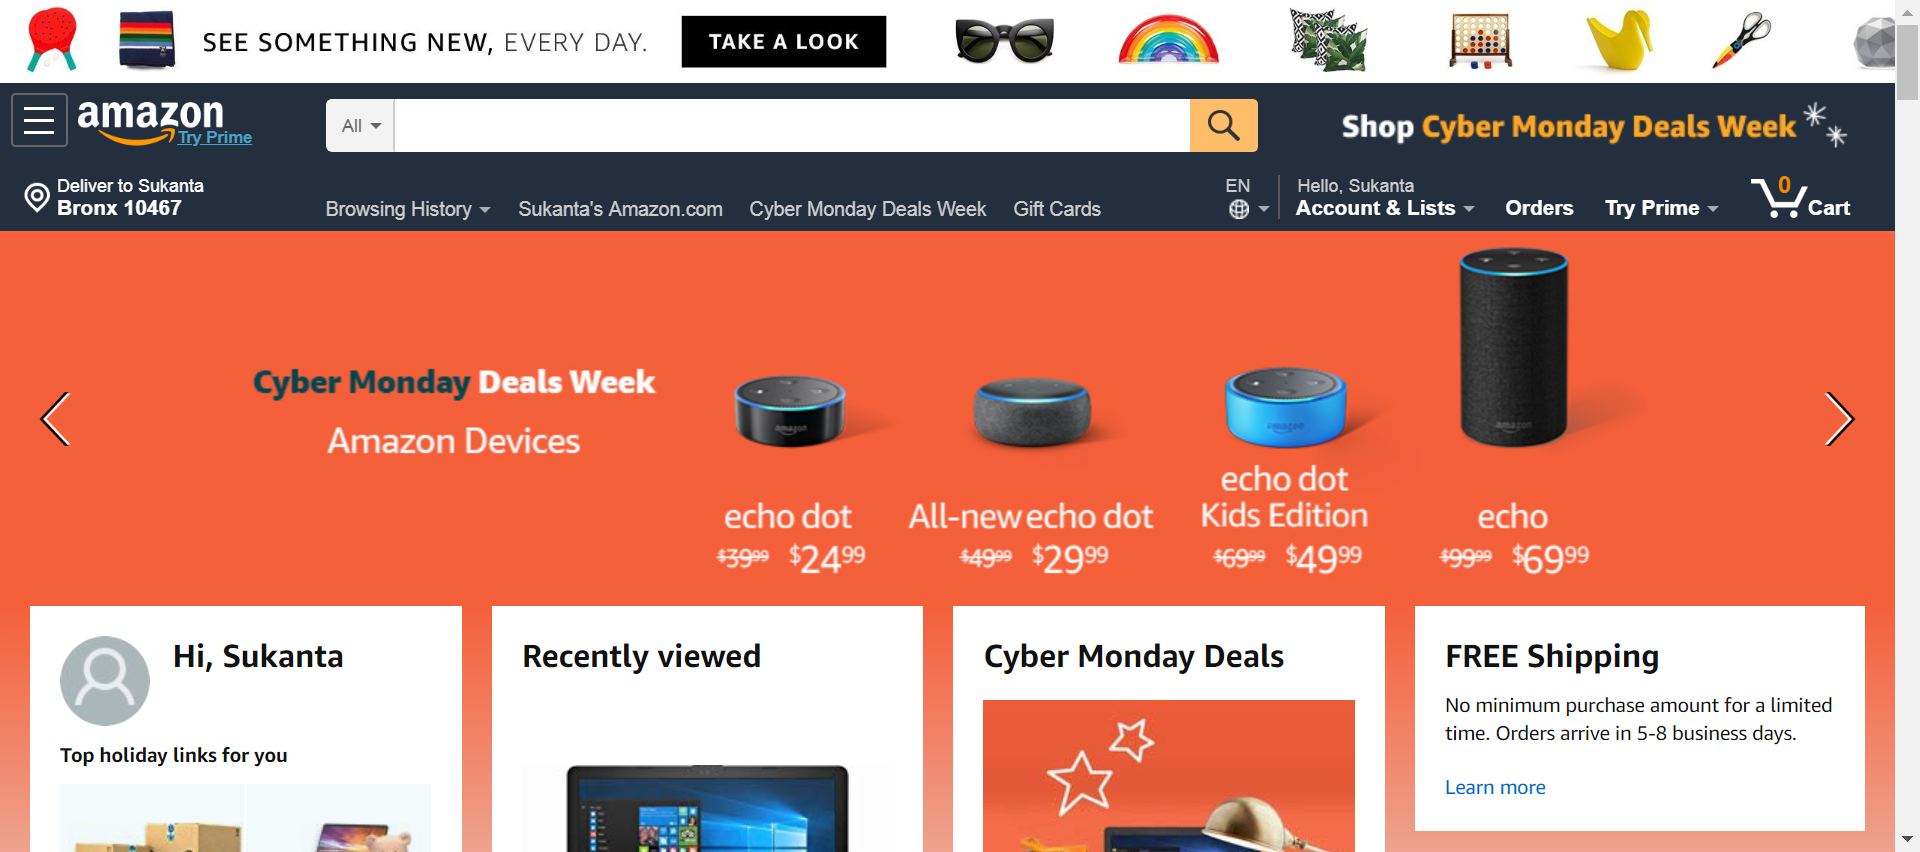 SEE SOMETHING NEW, EVERY DAY.
TAKE A LOOK
amazon
Try Prime
All
Shop Cyber Monday Deals Week
Deliver to Sukanta
Bronx 10467
Browsing History
Sukanta's Amazon.com
Cyber Monday Deals Week
Gift Cards
EN
Hello, Sukanta
Account & Lists
Orders
Try Prime
0
Cart
Cyber Monday Deals Week
Amazon Devices
amazon
amazon
amazon
echo dot
$39.99 $24.99
All-new echo dot
$49.99 $29.99
echo dot
Kids Edition
$69.99 $49.99
echo
$99.99 $69.99
Hi, Sukanta
Top holiday links for you
Recently viewed
Cyber Monday Deals
FREE Shipping
No minimum purchase amount for a limited
time. Orders arrive in 5-8 business days.
Learn more